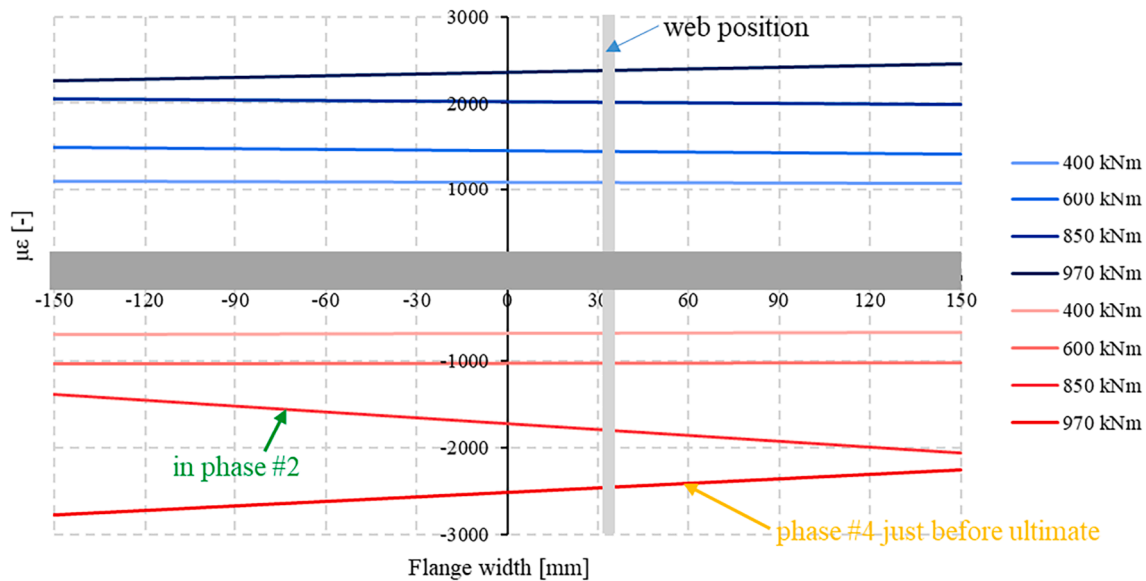 3000
web position
2000
400 kNm
600 kNm
1000
850 kNm
με [-]
970 kNm
-150 -120 -90 -60 -30 0 30 60 90 120 150
400 kNm
600 kNm
-1000
850 kNm
970 kNm
-2000
in phase #2
-3000
phase #4 just before ultimate
Flange width [mm]